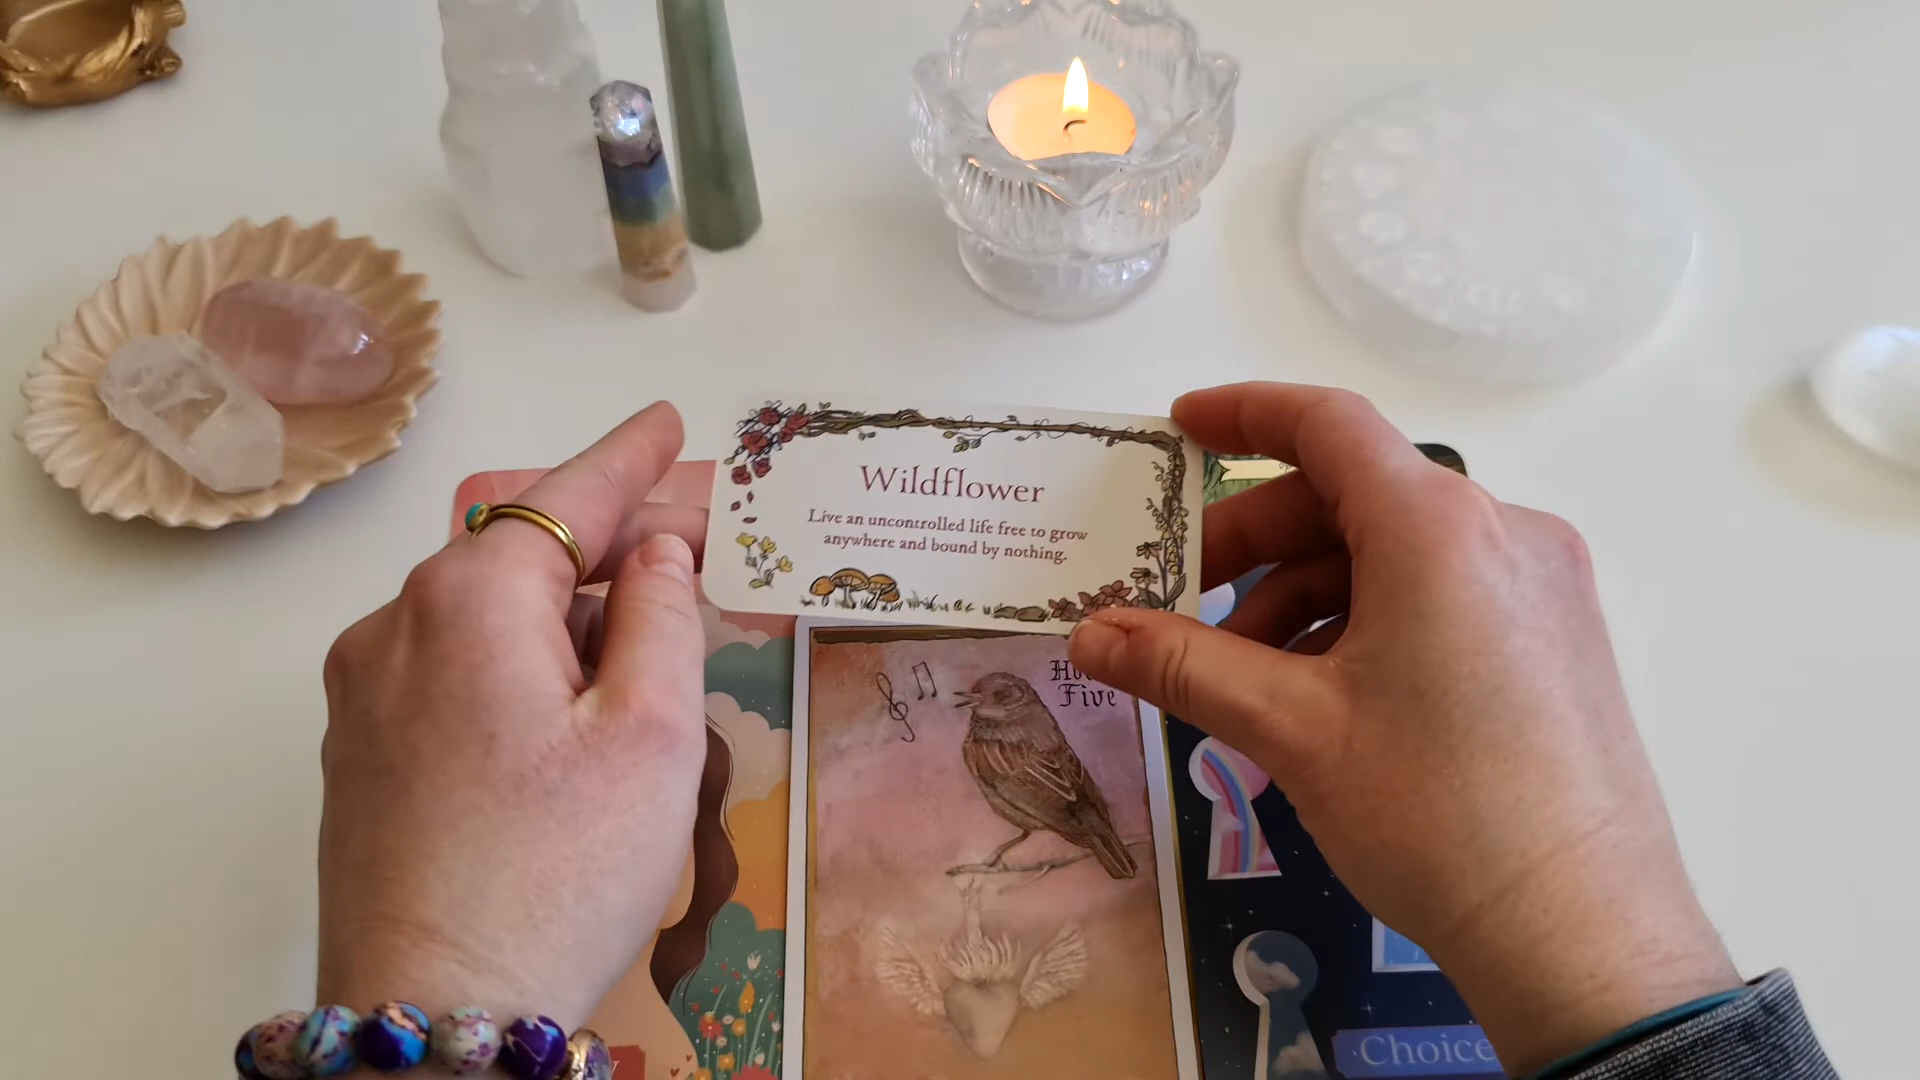 Wildflower
Live an uncontrolled life free to grow
anywhere and bound by nothing.
Five
Choice